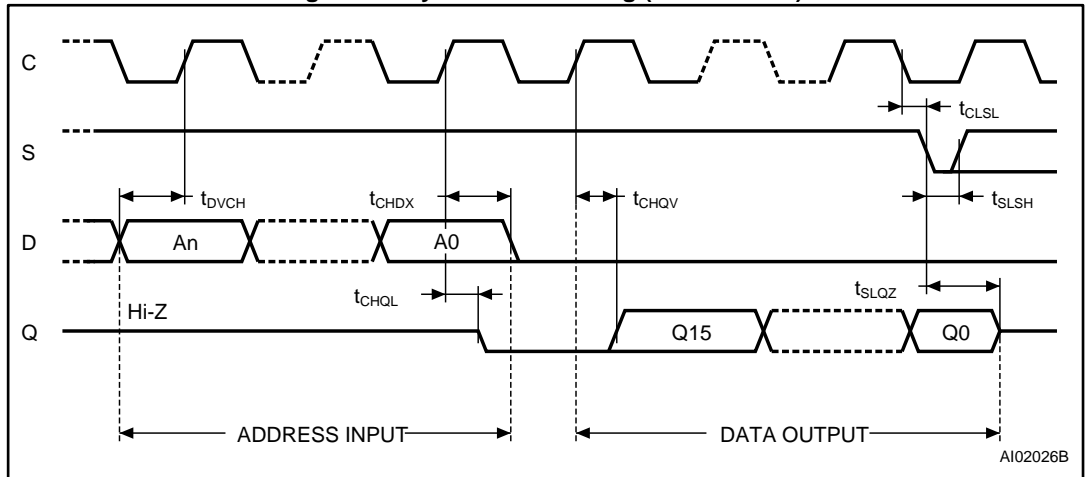 C
tCLSL
S
tDVCH
tCHDX
tCHQV
tSLSH
D
An
A0
tCHQL
tSLQZ
Hi-Z
Q
Q15
Q0
ADDRESS INPUT
DATA OUTPUT
AI02026B